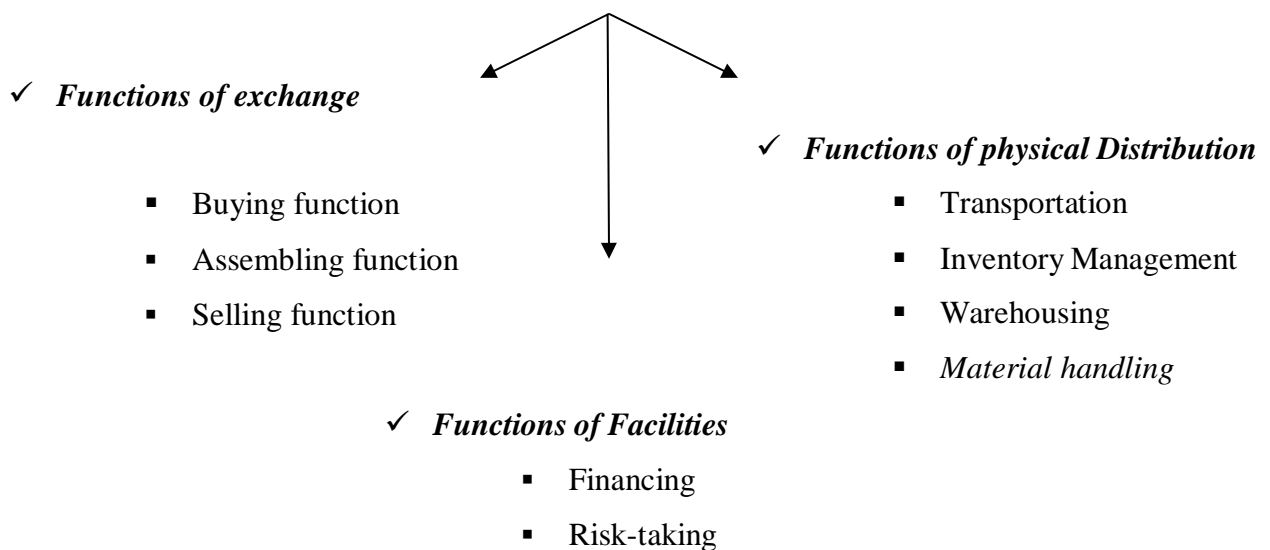 ✓ Functions of exchange
▪ Buying function
▪ Assembling function
▪ Selling function
✓ Functions of physical Distribution
▪ Transportation
▪ Inventory Management
▪ Warehousing
▪ Material handling
✓ Functions of Facilities
▪ Financing
▪ Risk-taking